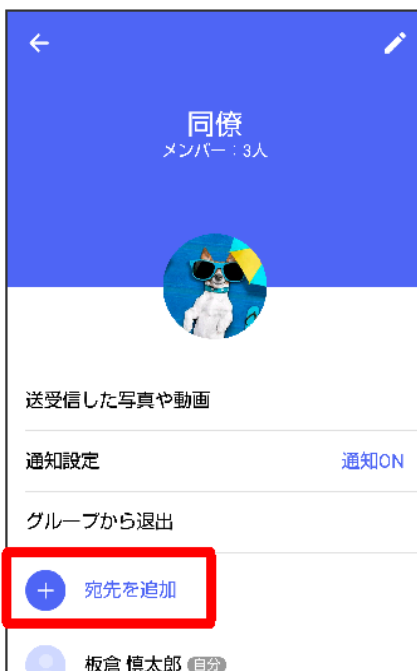 同僚
メンバー：3人
送受信した写真や動画
通知設定 通知ON
グループから退出
宛先を追加
板倉 慎太郎 自分